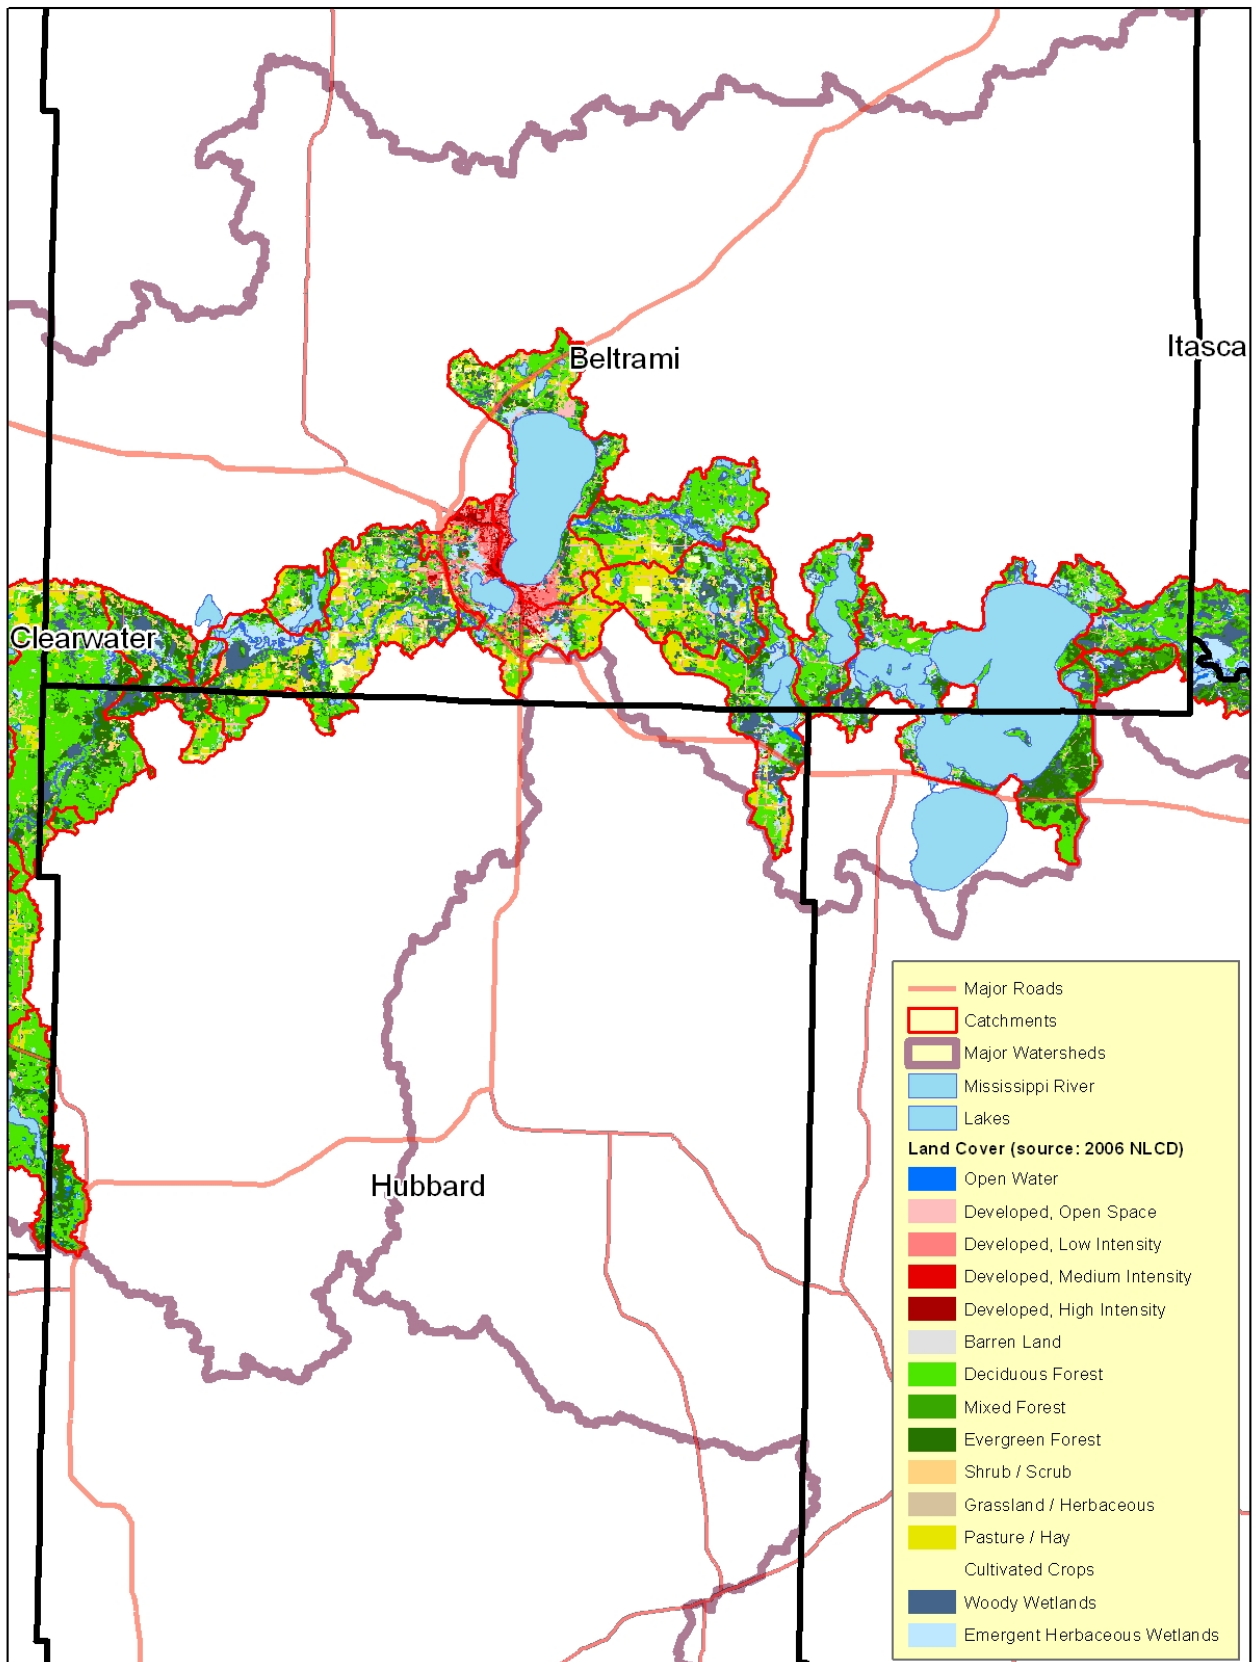 Beltrami
Itasca
Clearwater
Hubbard
Major Roads
Catchments
Major Watersheds
Mississippi River
Lakes
Land Cover (source: 2006 NLCD)
Open Water
Developed, Open Space
Developed, Low Intensity
Developed, Medium Intensity
Developed, High Intensity
Barren Land
Deciduous Forest
Mixed Forest
Evergreen Forest
Shrub / Scrub
Grassland / Herbaceous
Pasture / Hay
Cultivated Crops
Woody Wetlands
Emergent Herbaceous Wetlands